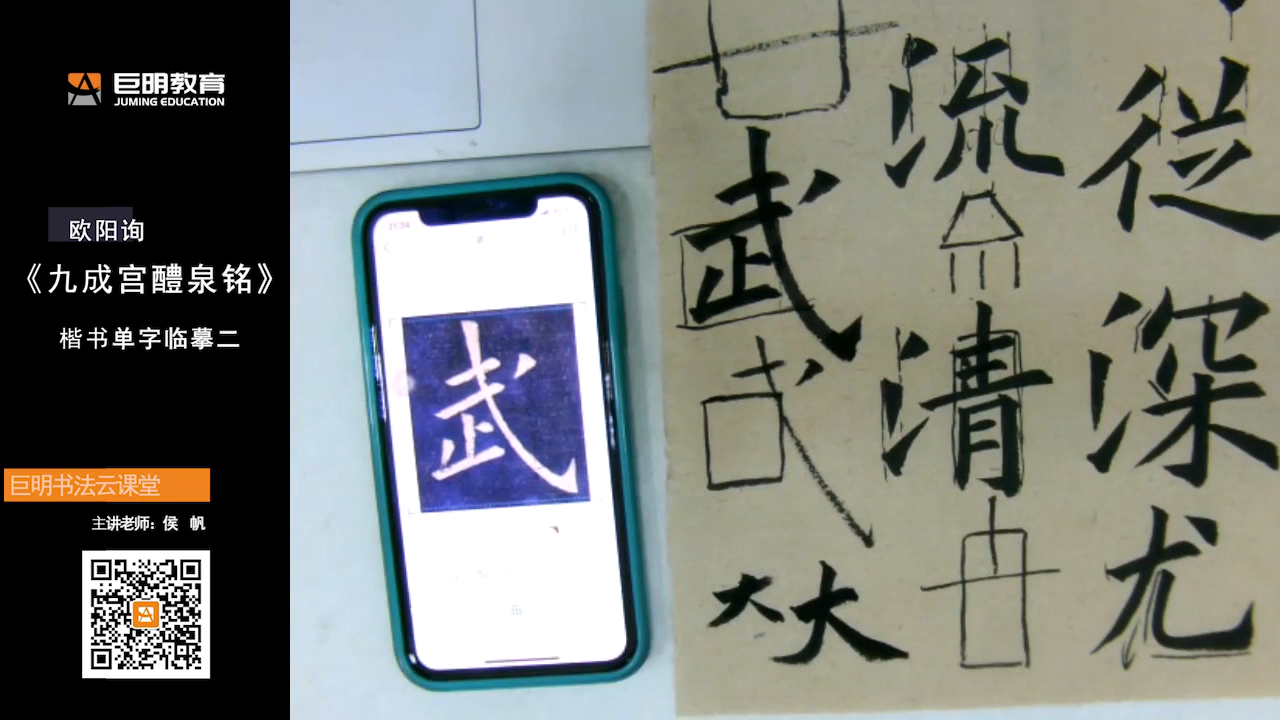 巨明教育
JUMING EDUCATION
欧阳询
《九成宫醴泉铭》
楷书单字临摹二
巨明书法云课堂
主讲老师：侯 帆
武
従
深
尤
流
清
武
大大